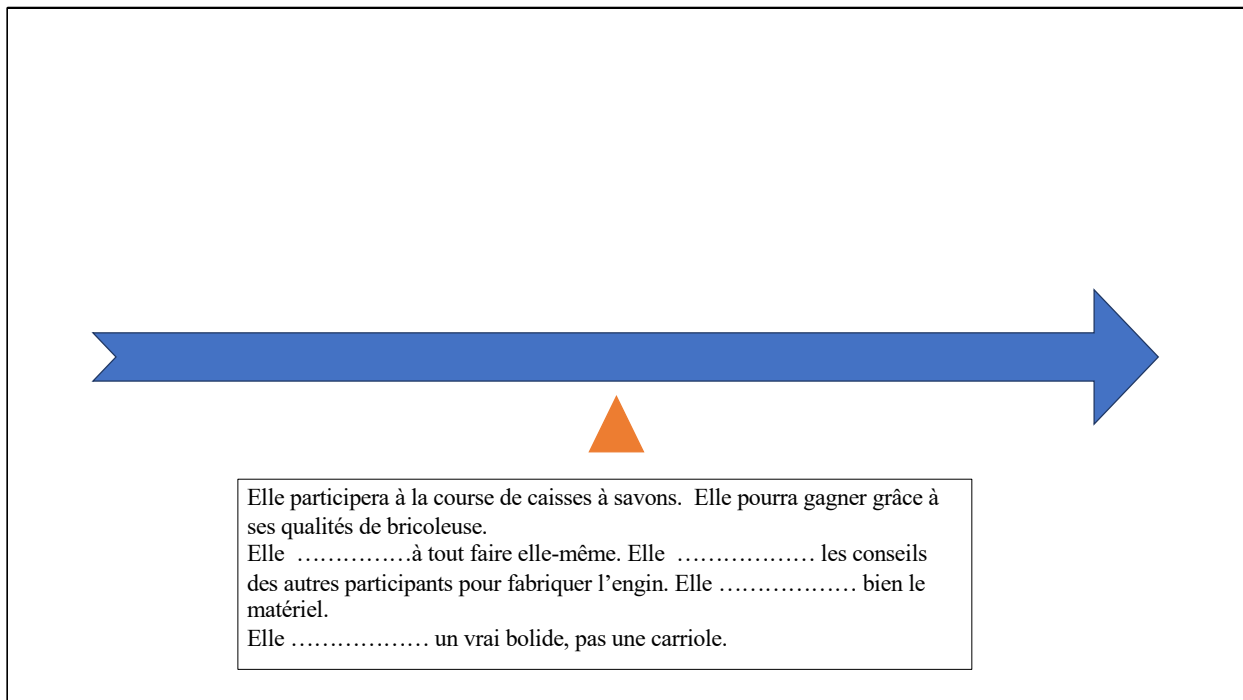 Elle participera à la course de caisses à savons.  Elle pourra gagner grâce à
ses qualités de bricoleuse.
Elle ……………à tout faire elle-même. Elle ……………… les conseils
des autres participants pour fabriquer l’engin. Elle ……………… bien le
matériel.
Elle ……………… un vrai bolide, pas une carriole.